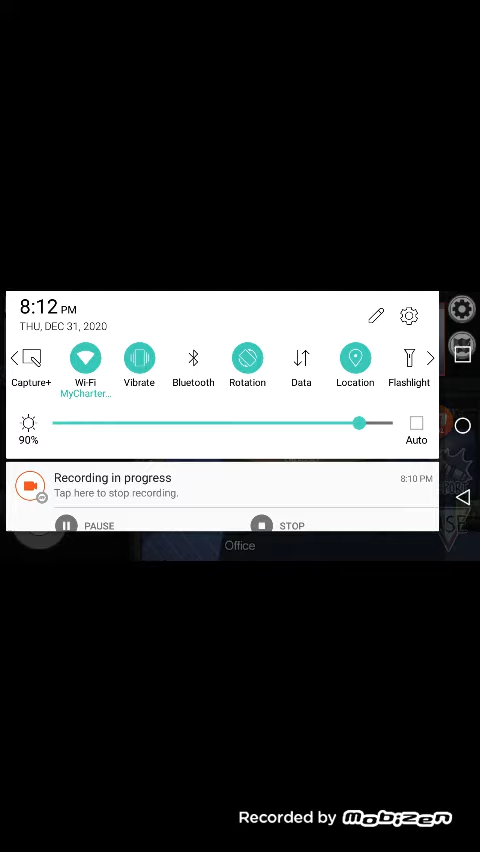 8:12 PM
THU, DEC 31, 2020
Capture+ Wi-Fi Vibrate Bluetooth Rotation Data Location Flashlight
MyCharter...
90% Auto
Recording in progress 8:10 PM
Tap here to stop recording.
PAUSE STOP
Office
Recorded by mobizen